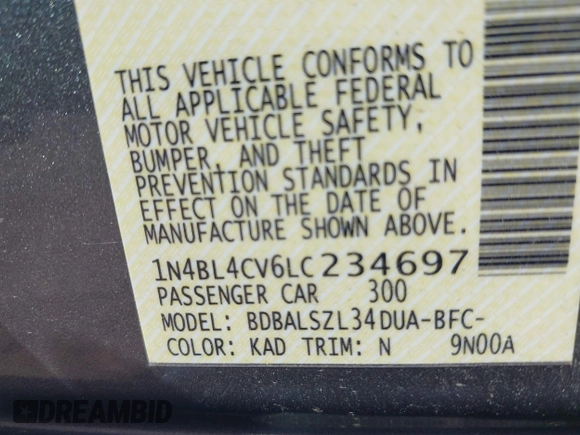 THIS VEHICLE CONFORMS TO
ALL APPLICABLE FEDERAL
MOTOR VEHICLE SAFETY,
BUMPER, AND THEFT
PREVENTION STANDARDS IN
EFFECT ON THE DATE OF
MANUFACTURE SHOWN ABOVE.
1N4BL4CV6LC234697
PASSENGER CAR 300
MODEL: BDBALSZL34DUA-BFC-
COLOR: KAD TRIM: N 9N00A
DREAMBID